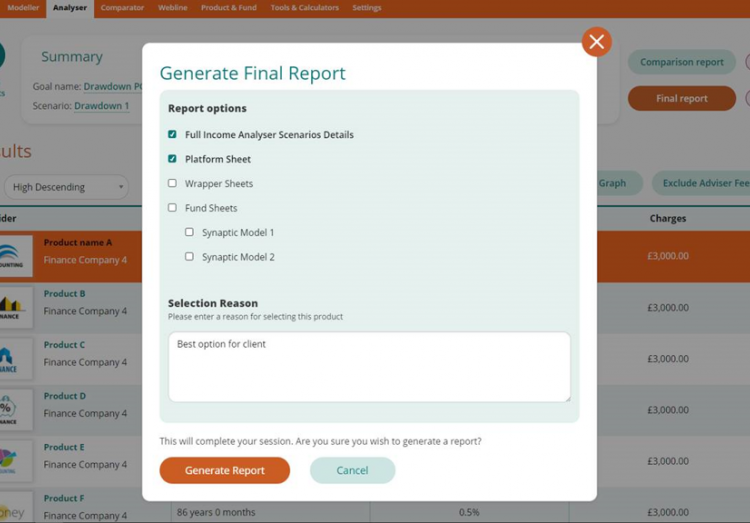 Modeller Analyser Comparator Webline Product & Fund Tools & Calculators Settings
Summary
Goal name: Drawdown
Scenario: Drawdown 1
Comparison report
Final report
High Descending
Graph
Exclude Adviser Fee
Charges
Product name A
Finance Company 4
£3,000.00
Product B
Finance Company 4
£3,000.00
Product C
Finance Company 4
£3,000.00
Product D
Finance Company 4
£3,000.00
Product E
Finance Company 4
£3,000.00
Product F
86 years 0 months
0.5%
£3,000.00
Generate Final Report
Report options
Full Income Analyser Scenarios Details
Platform Sheet
Wrapper Sheets
Fund Sheets
Synaptic Model 1
Synaptic Model 2
Selection Reason
Please enter a reason for selecting this product
Best option for client
This will complete your session. Are you sure you wish to generate a report?
Generate Report
Cancel